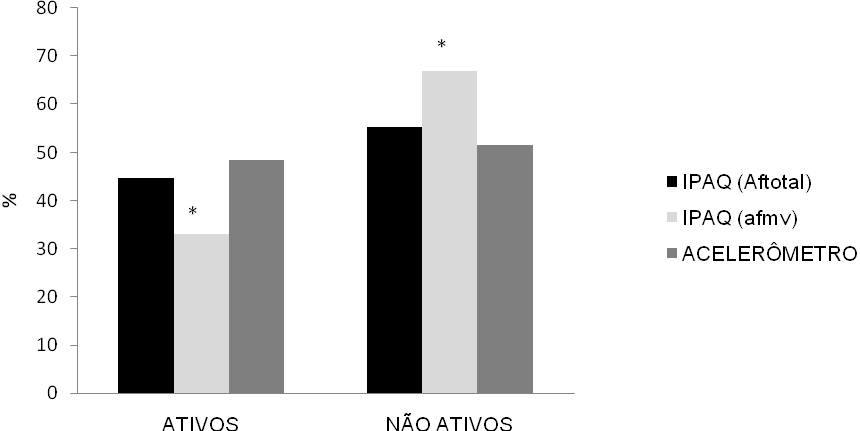 80
70
60
50
40
30
20
10
0
%
*
*
ATIVOS
NÃO ATIVOS
IPAQ (Aftotal)
IPAQ (afmv)
ACELERÔMETRO